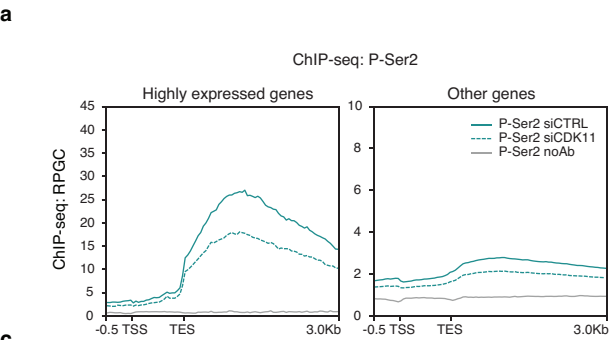 a
ChIP-seq: P-Ser2
Highly expressed genes
Other genes
ChIP-seq: RPGC
45
40
35
30
25
20
15
10
5
0
-0.5 TSS TES 3.0Kb
10
8
6
4
2
0
-0.5 TSS TES 3.0Kb
P-Ser2 siCTRL
P-Ser2 siCDK11
P-Ser2 noAb